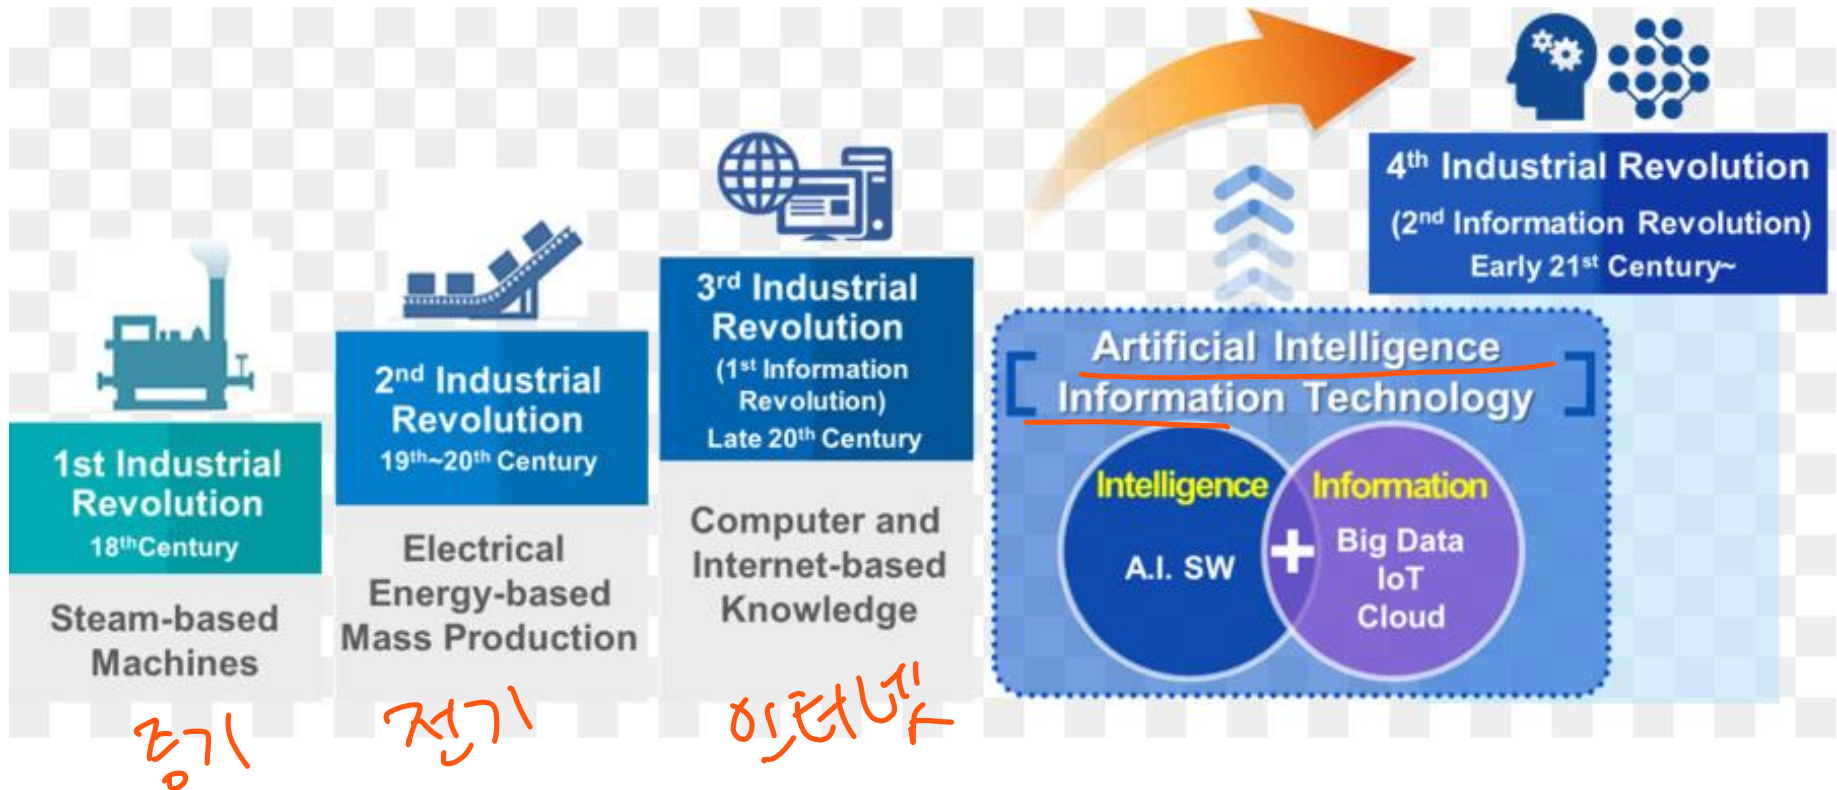 1st Industrial
Revolution
18thCentury
Steam-based
Machines
증기
2nd Industrial
Revolution
19th~20th Century
Electrical
Energy-based
Mass Production
전기
3rd Industrial
Revolution
(1st Information
Revolution)
Late 20th Century
Computer and
Internet-based
Knowledge
인터넷
Artificial Intelligence
Information Technology
Intelligence
A.I. SW
+
Information
Big Data
IoT
Cloud
4th Industrial Revolution
(2nd Information Revolution)
Early 21st Century~